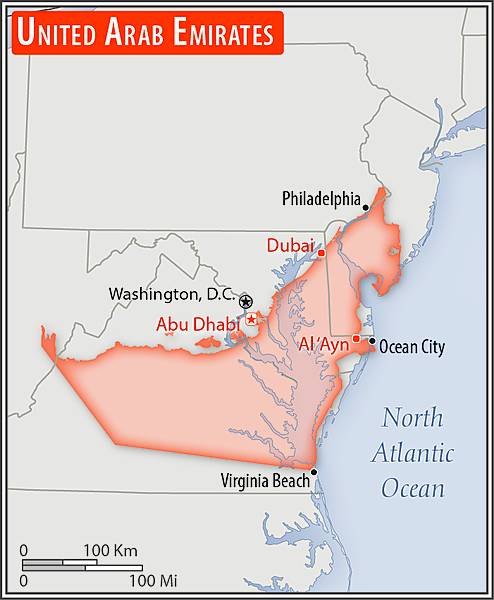 UNITED ARAB EMIRATES
Philadelphia
Dubai
Washington, D.C.
Abu Dhabi
Al ‘Ayn
Ocean City
North
Atlantic
Ocean
Virginia Beach
0 100 Km
0 100 Mi